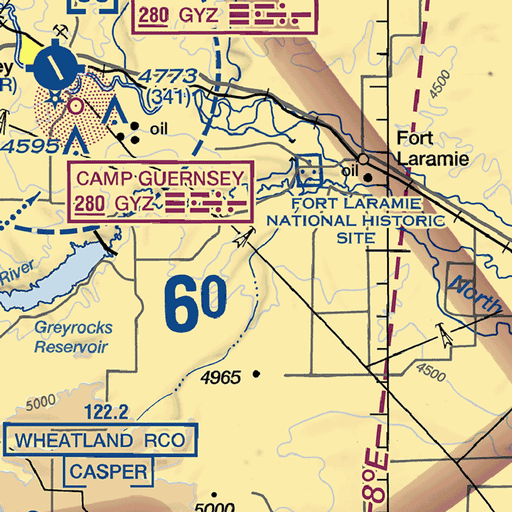 280 GYZ
ey
R)
4773
(341)
4500
oil
4595
Fort
Laramie
oil
CAMP GUERNSEY
280 GYZ
FORT LARAMIE
NATIONAL HISTORIC
SITE
River
60
North
Greyrocks
Reservoir
4965
4500
5000
122.2
WHEATLAND RCO
CASPER
8°E
5000